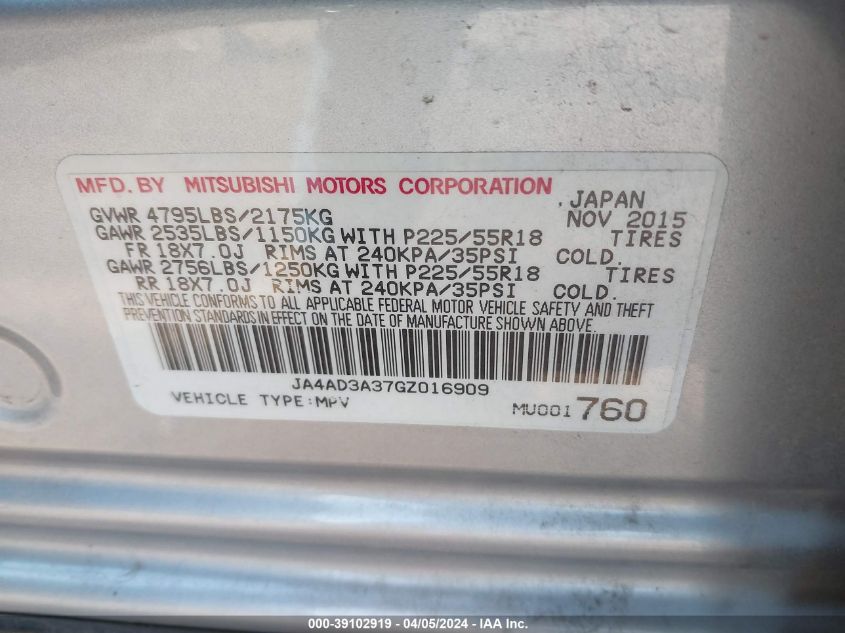 MFD. BY MITSUBISHI MOTORS CORPORATION .JAPAN
GVWR 4795LBS/2175KG NOV 2015
GAWR 2535LBS/1150KG WITH P225/55R18 TIRES
FR 18X7.0J RIMS AT 240KPA/35PSI COLD.
GAWR 2756LBS/1250KG WITH P225/55R18 TIRES
RR 18X7.0J RIMS AT 240KPA/35PSI COLD.
THIS VEHICLE CONFORMS TO ALL APPLICABLE FEDERAL MOTOR VEHICLE SAFETY AND THEFT
PREVENTION STANDARDS IN EFFECT ON THE DATE OF MANUFACTURE SHOWN ABOVE.
JA4AD3A37GZ016909
VEHICLE TYPE:MPV MU001760
000-39102919 - 04/05/2024 - IAA Inc.